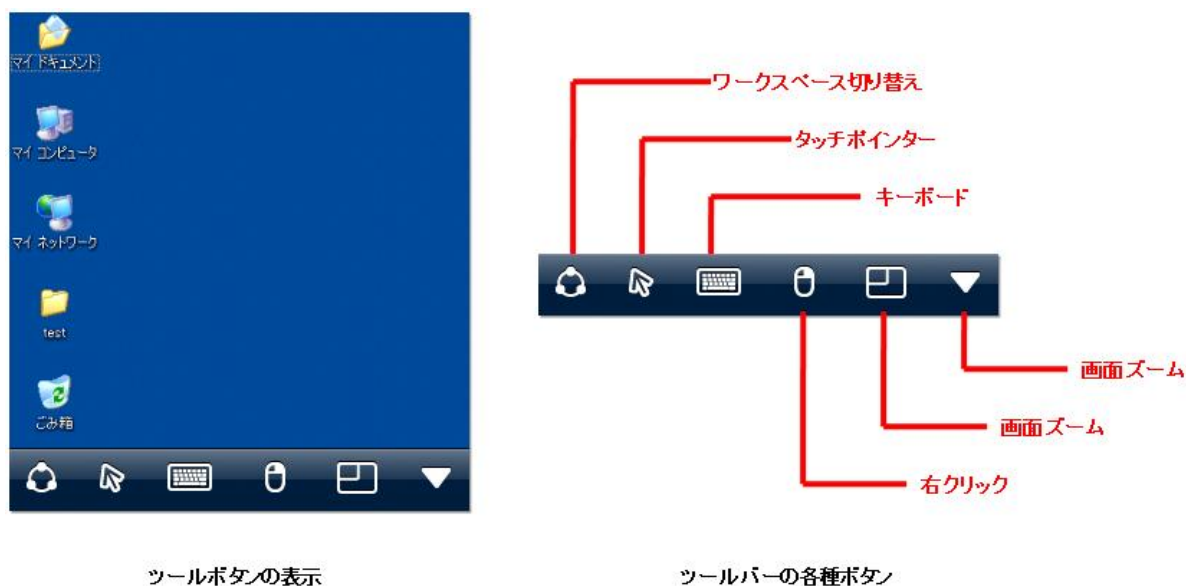 マイ ドキュメント
マイ コンピュータ
マイ ネットワーク
test
ごみ箱
ツールボタンの表示
ワークスペース切り替え
タッチポインター
キーボード
画面ズーム
画面ズーム
右クリック
ツールバーの各種ボタン